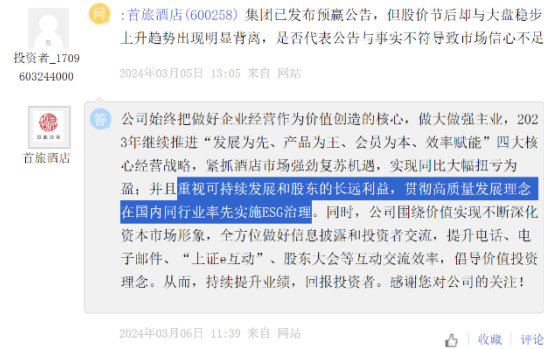 问 :首旅酒店(600258) 集团已发布预赢公告，但股价节后却与大盘稳步
上升趋势出现明显背离，是否代表公告与事实不符导致市场信心不足
投资者_1709
603244000
2024年03月05日 13:05 来自 网站
答 公司始终把做好企业经营作为价值创造的核心，做大做强主业，202
3年继续推进“发展为先、产品为王、会员为本、效率赋能”四大核
心经营战略，紧抓酒店市场强劲复苏机遇，实现同比大幅扭亏为
盈；并且重视可持续发展和股东的长远利益，贯彻高质量发展理念
在国内同行业率先实施ESG治理。同时，公司围绕价值实现不断深化
资本市场形象，全方位做好信息披露和投资者交流，提升电话、电
子邮件、“上证e互动”、股东大会等互动交流效率，倡导价值投资
理念。从而，持续提升业绩，回报投资者。感谢您对公司的关注！
首旅酒店
2024年03月06日 11:39 来自 网站
收藏 评论